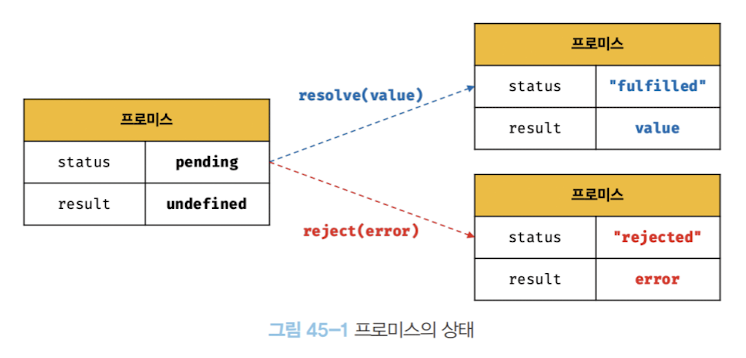 프로미스
status pending
result undefined
resolve(value)
reject(error)
프로미스
status "fulfilled"
result value
프로미스
status "rejected"
result error
그림 45-1 프로미스의 상태